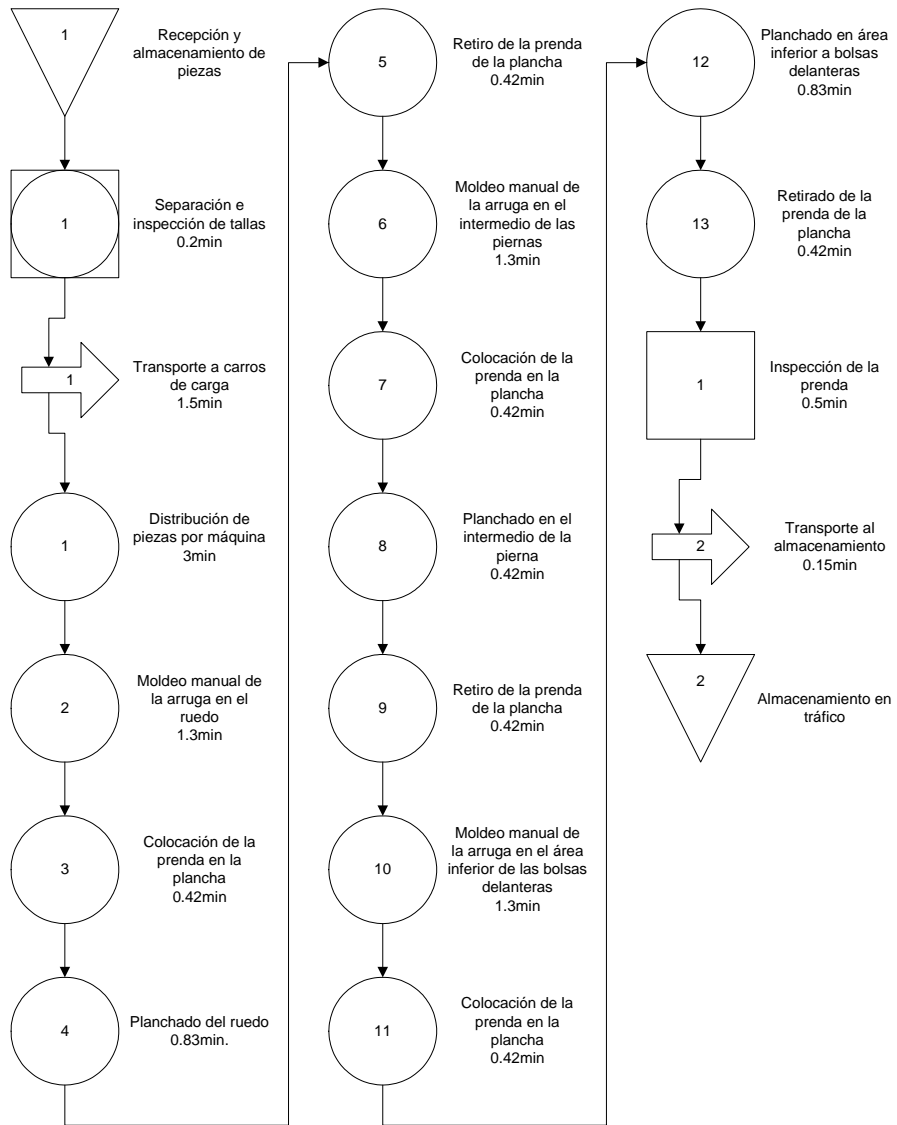 1
Recepción y
almacenamiento de
piezas
1
Separación e
inspección de tallas
0.2min
1
Transporte a carros
de carga
1.5min
1
Distribución de
piezas por máquina
3min
2
Moldeo manual de
la arruga en el
ruedo
1.3min
3
Colocación de la
prenda en la
plancha
0.42min
4
Planchado del ruedo
0.83min.
5
Retiro de la prenda
de la plancha
0.42min
6
Moldeo manual de
la arruga en el
intermedio de las
piernas
1.3min
7
Colocación de la
prenda en la
plancha
0.42min
8
Planchado en el
intermedio de la
pierna
0.42min
9
Retiro de la prenda
de la plancha
0.42min
10
Moldeo manual de
la arruga en el área
inferior de las bolsas
delanteras
1.3min
11
Colocación de la
prenda en la
plancha
0.42min
12
Planchado en área
inferior a bolsas
delanteras
0.83min
13
Retirado de la
prenda de la
plancha
0.42min
1
Inspección de la
prenda
0.5min
2
Transporte al
almacenamiento
0.15min
2
Almacenamiento en
tráfico